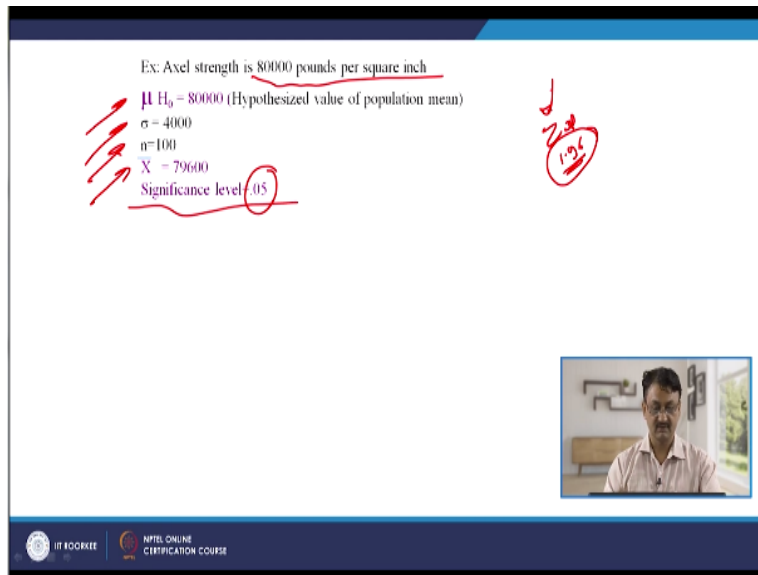 Ex: Axel strength is 80000 pounds per square inch
μ H₀ = 80000 (Hypothesized value of population mean)
σ = 4000
n=100
X = 79600
Significance level .05
1.96
IIT ROORKEE
NPTEL ONLINE
CERTIFICATION COURSE